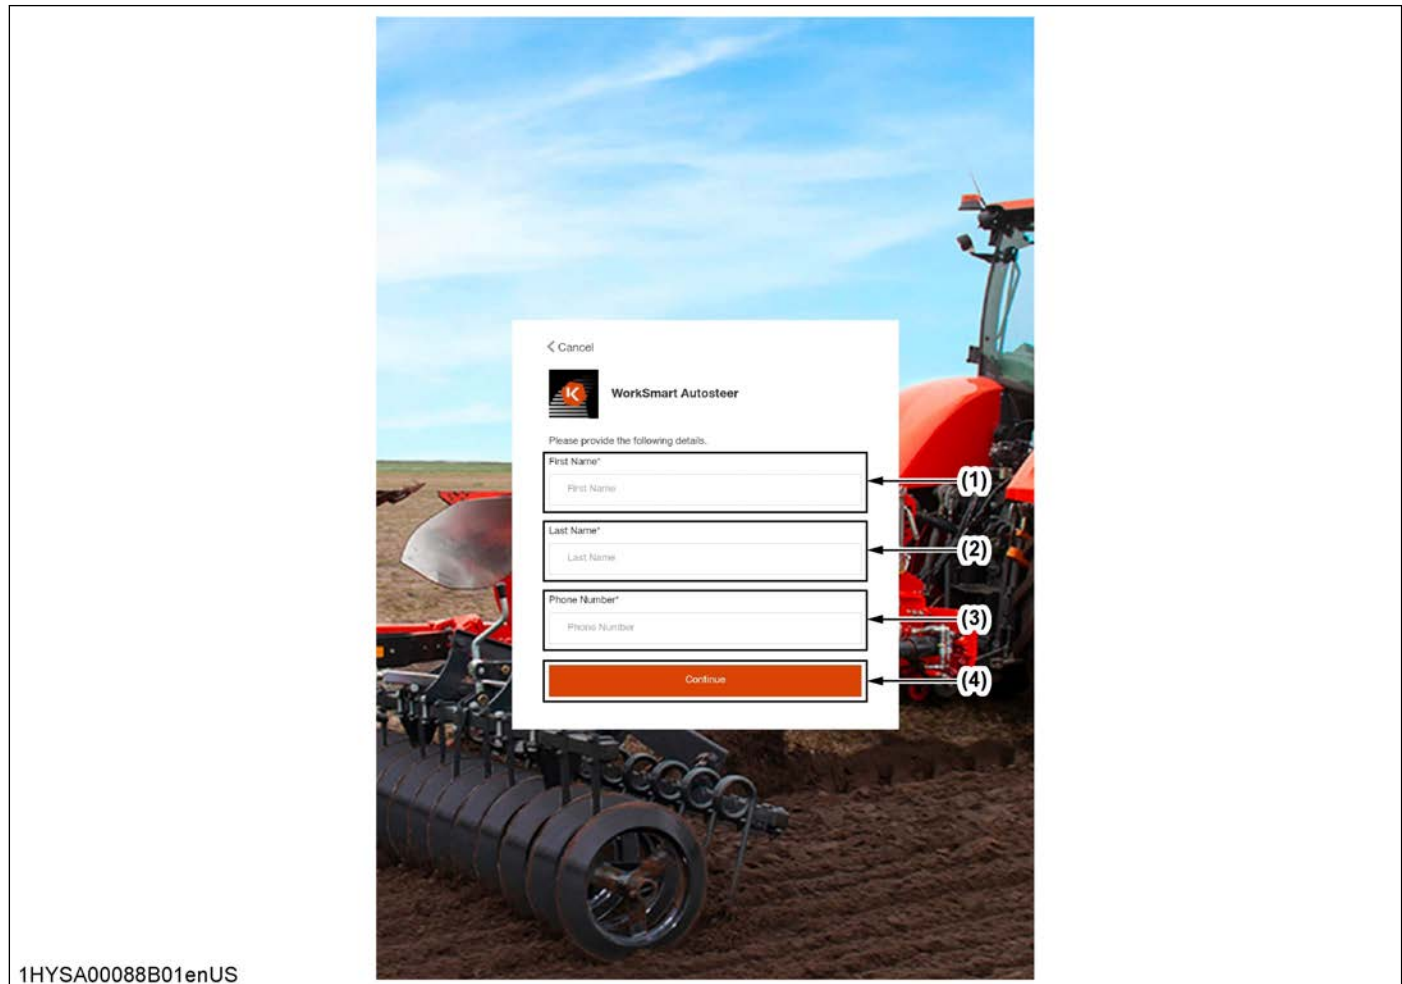 Cancel
WorkSmart Autosteer
Please provide the following details.
First Name*
First Name
(1)
Last Name*
Last Name
(2)
Phone Number*
Phone Number
(3)
Continue
(4)
1HYSA00088B01enUS